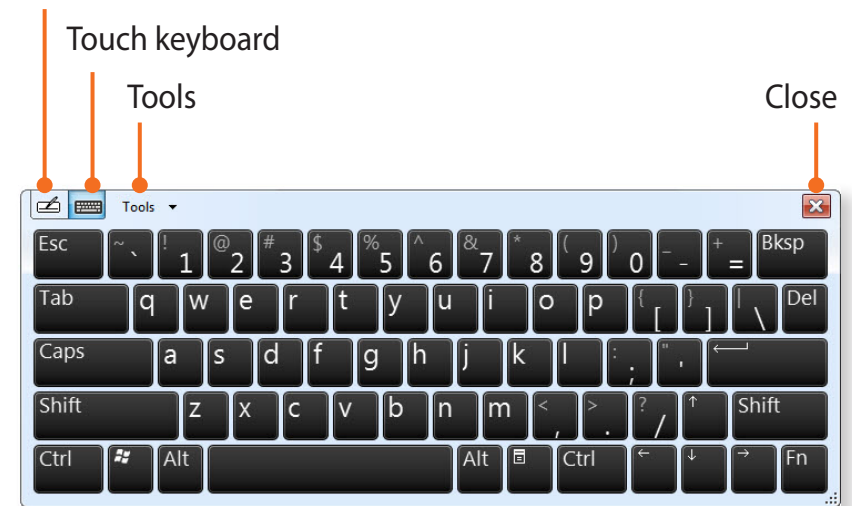 Touch keyboard
Tools
Close
Tools
Esc ~ ` ! 1 @ 2 # 3 $ 4 % 5 ^ 6 & 7 * 8 ( 9 ) 0 _ - + = Bksp
Tab q w e r t y u i o p { [ } ] | \ Del
Caps a s d f g h j k l : ; " '
Shift z x c v b n m < , > . ? / ↑ Shift
Ctrl Alt Alt Ctrl ← ↓ → Fn